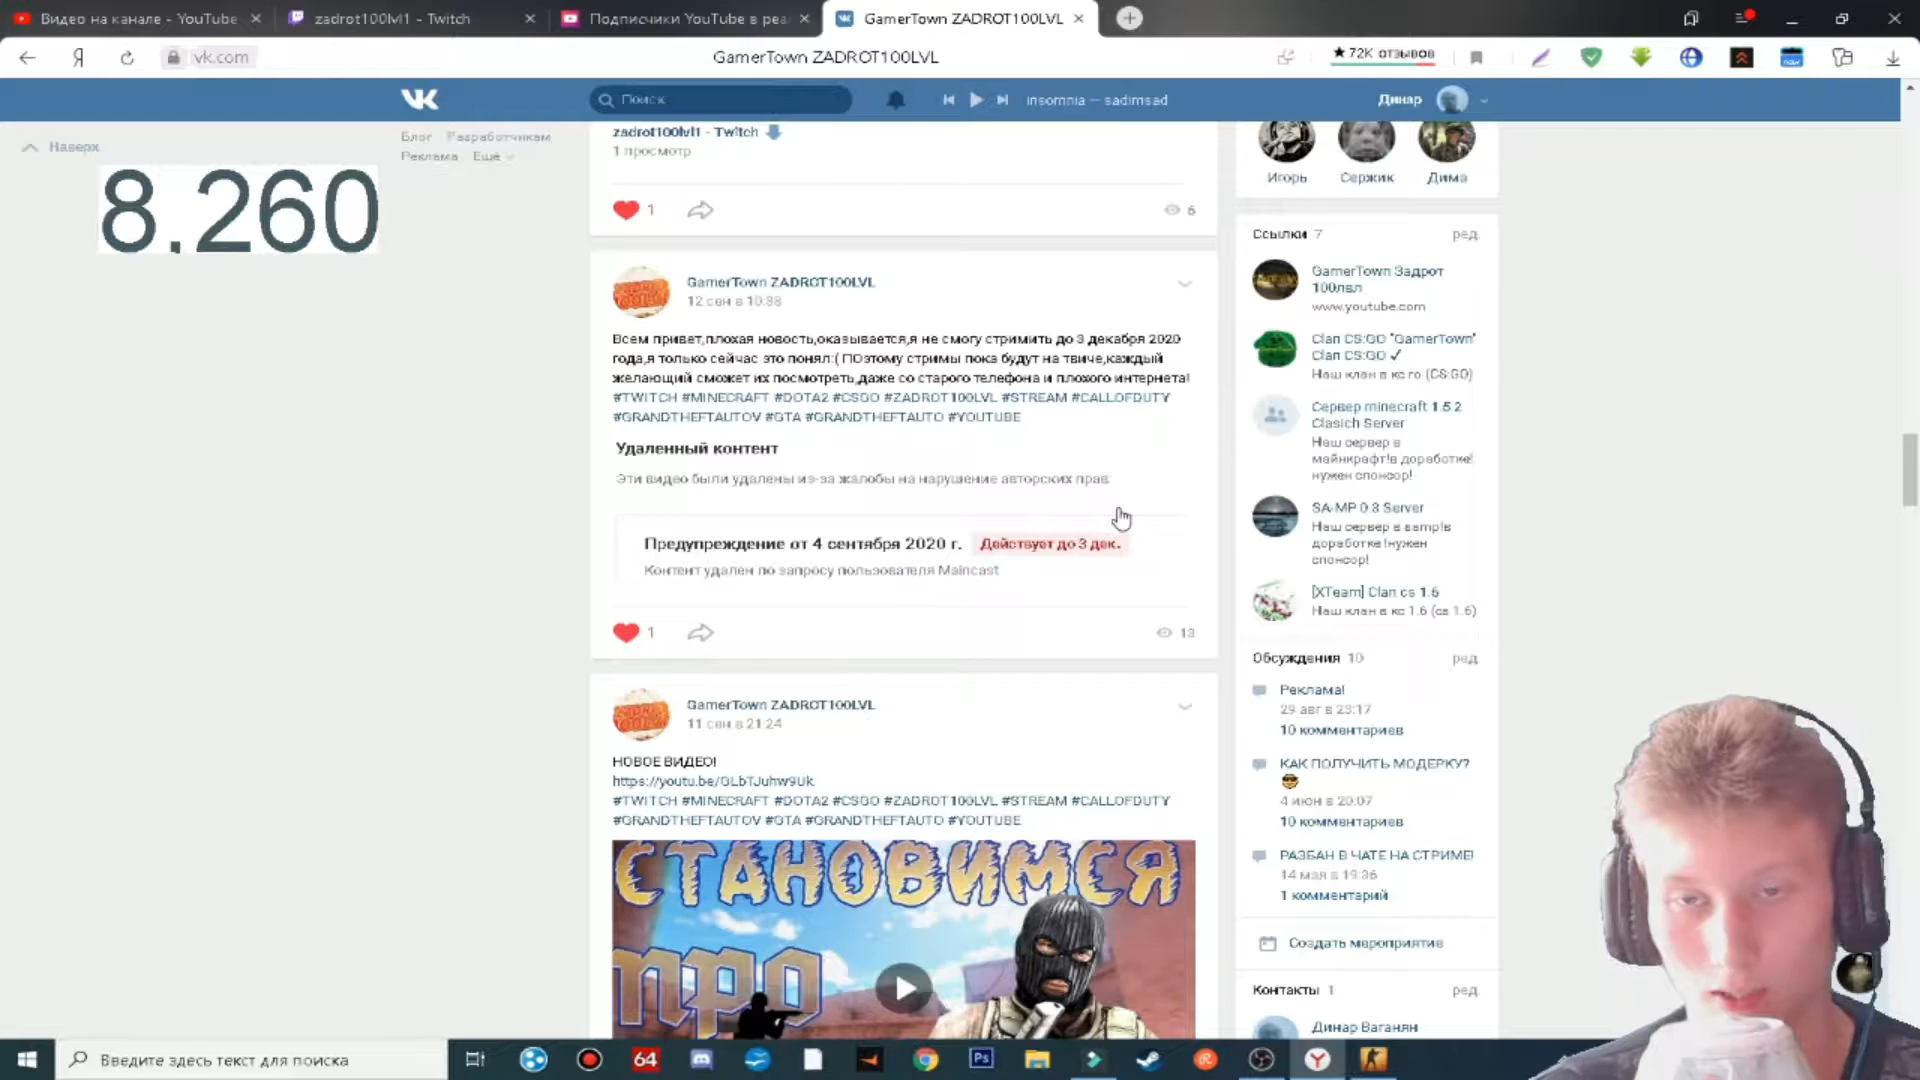 Видео на канале - YouTube
zadrot100lvl1 - Twitch
Подписчики YouTube в реа
GamerTown ZADROT100LVL
Я
vk.com
GamerTown ZADROT100LVL
★ 72K отзывов
Поиск
insomnia – sadimsad
Динар
Наверх
Блог Разработчикам
Реклама Ещё
8,260
zadrot100lvl1 - Twitch
1 просмотр
1
6
GamerTown ZADROT100LVL
12 сен в 10:38
Всем привет,плохая новость,оказывается,я не смогу стримить до 3 декабря 2020
года,я только сейчас это понял:( ПОэтому стримы пока будут на твиче,каждый
желающий сможет их посмотреть,даже со старого телефона и плохого интернета!
#TWITCH #MINECRAFT #DOTA2 #CSGO #ZADROT100LVL #STREAM #CALLOFDUTY
#GRANDTHEFTAUTOV #GTA #GRANDTHEFTAUTO #YOUTUBE
Удаленный контент
Эти видео были удалены из-за жалобы на нарушение авторских прав.
Предупреждение от 4 сентября 2020 г. Действует до 3 дек.
Контент удален по запросу пользователя Maincast
1
13
GamerTown ZADROT100LVL
11 сен в 21:24
НОВОЕ ВИДЕО!
https://youtu.be/GLbTJuhw9Uk
#TWITCH #MINECRAFT #DOTA2 #CSGO #ZADROT100LVL #STREAM #CALLOFDUTY
#GRANDTHEFTAUTOV #GTA #GRANDTHEFTAUTO #YOUTUBE
СТАНОВИМСЯ
про
Игорь
Сержик
Дима
Ссылки 7
ред.
GamerTown Задрот
100лвл
www.youtube.com
Clan CS:GO "GamerTown"
Clan CS:GO ✓
Наш клан в кс го (CS:GO)
Сервер minecraft 1.5.2
Clasich Server
Наш сервер в
майнкрафт!в доработке!
нужен спонсор!
SA-MP 0.3 Server
Наш сервер в samp!в
доработке !нужен
спонсор!
[XTeam] Clan cs 1.6
Наш клан в кс 1.6 (cs 1.6)
Обсуждения 10
ред.
Реклама!
29 авг в 23:17
10 комментариев
КАК ПОЛУЧИТЬ МОДЕРКУ?
4 июн в 20:07
10 комментариев
РАЗБАН В ЧАТЕ НА СТРИМЕ!
14 мая в 19:36
1 комментарий
Создать мероприятие
Контакты 1
ред.
Динар Ваганян
Введите здесь текст для поиска
64
Ps